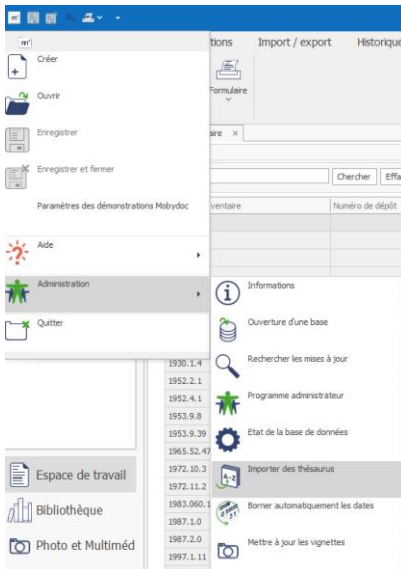 m'
m'
tions Import / export Historique
Créer
Ouvrir
Formulaire
Enregistrer
aire ×
Enregistrer et fermer
Chercher Effa
Paramètres des démonstrations Mobydoc
ventaire Numéro de dépôt
Aide
Administration
Informations
Quitter
Ouverture d'une base
Rechercher les mises à jour
1930.1.4
1952.2.1
Programme administrateur
1952.4.1
1953.9.8
Etat de la base de données
1953.9.39
1965.52.47
Espace de travail
1972.10.3
Importer des thésaurus
A-Z
1972.11.2
1983.060.1
Borner automatiquement les dates
Bibliothèque
1987.1.0
1987.2.0
Mettre à jour les vignettes
Photo et Multiméd
1997.1.11